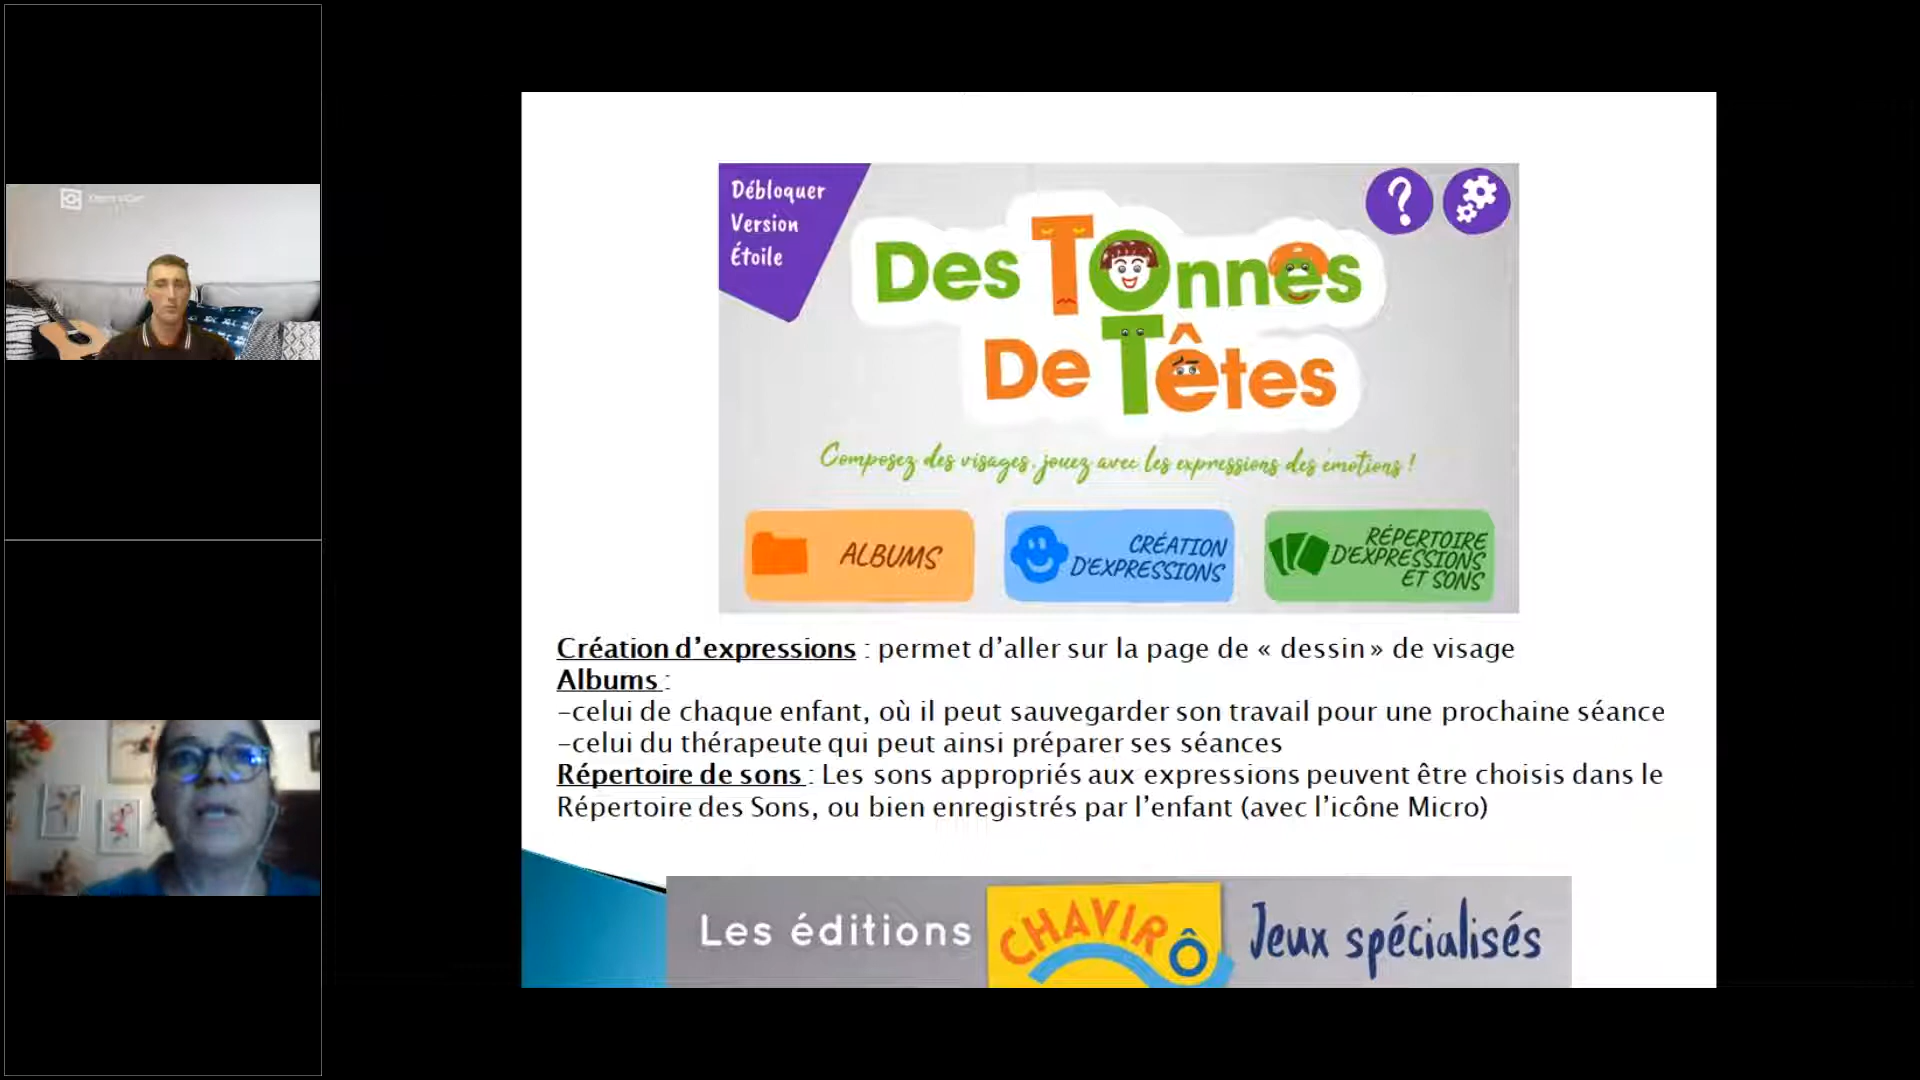 Débloquer
Version
Étoile
?
Des TOnnes
De Têtes
Composez des visages, jouez avec les expressions des émotions !
ALBUMS
CRÉATION
D'EXPRESSIONS
RÉPERTOIRE
D'EXPRESSIONS
ET SONS
Création d’expressions : permet d’aller sur la page de « dessin » de visage
Albums :
-celui de chaque enfant, où il peut sauvegarder son travail pour une prochaine séance
-celui du thérapeute qui peut ainsi préparer ses séances
Répertoire de sons : Les sons appropriés aux expressions peuvent être choisis dans le
Répertoire des Sons, ou bien enregistrés par l’enfant (avec l’icône Micro)
Les éditions CHAVIRÔ Jeux spécialisés